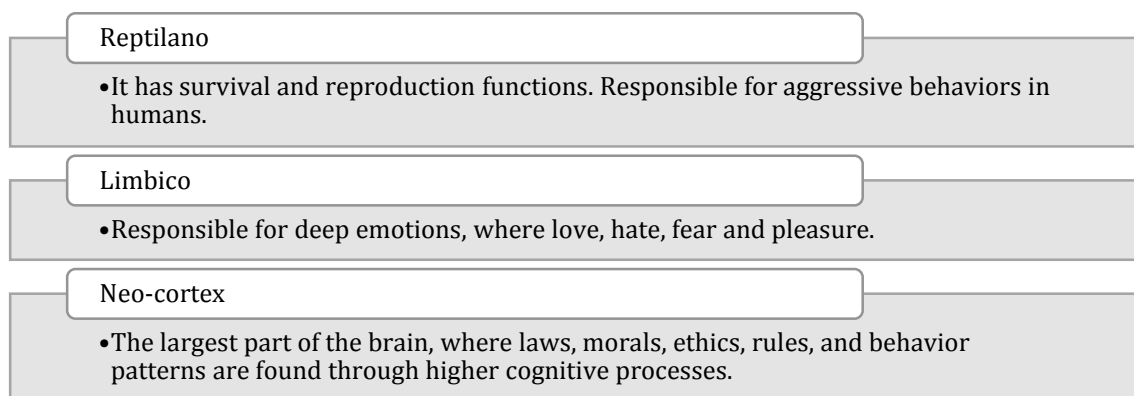 Reptilano
•It has survival and reproduction functions. Responsible for aggressive behaviors in
humans.
Limbico
•Responsible for deep emotions, where love, hate, fear and pleasure.
Neo-cortex
•The largest part of the brain, where laws, morals, ethics, rules, and behavior
patterns are found through higher cognitive processes.